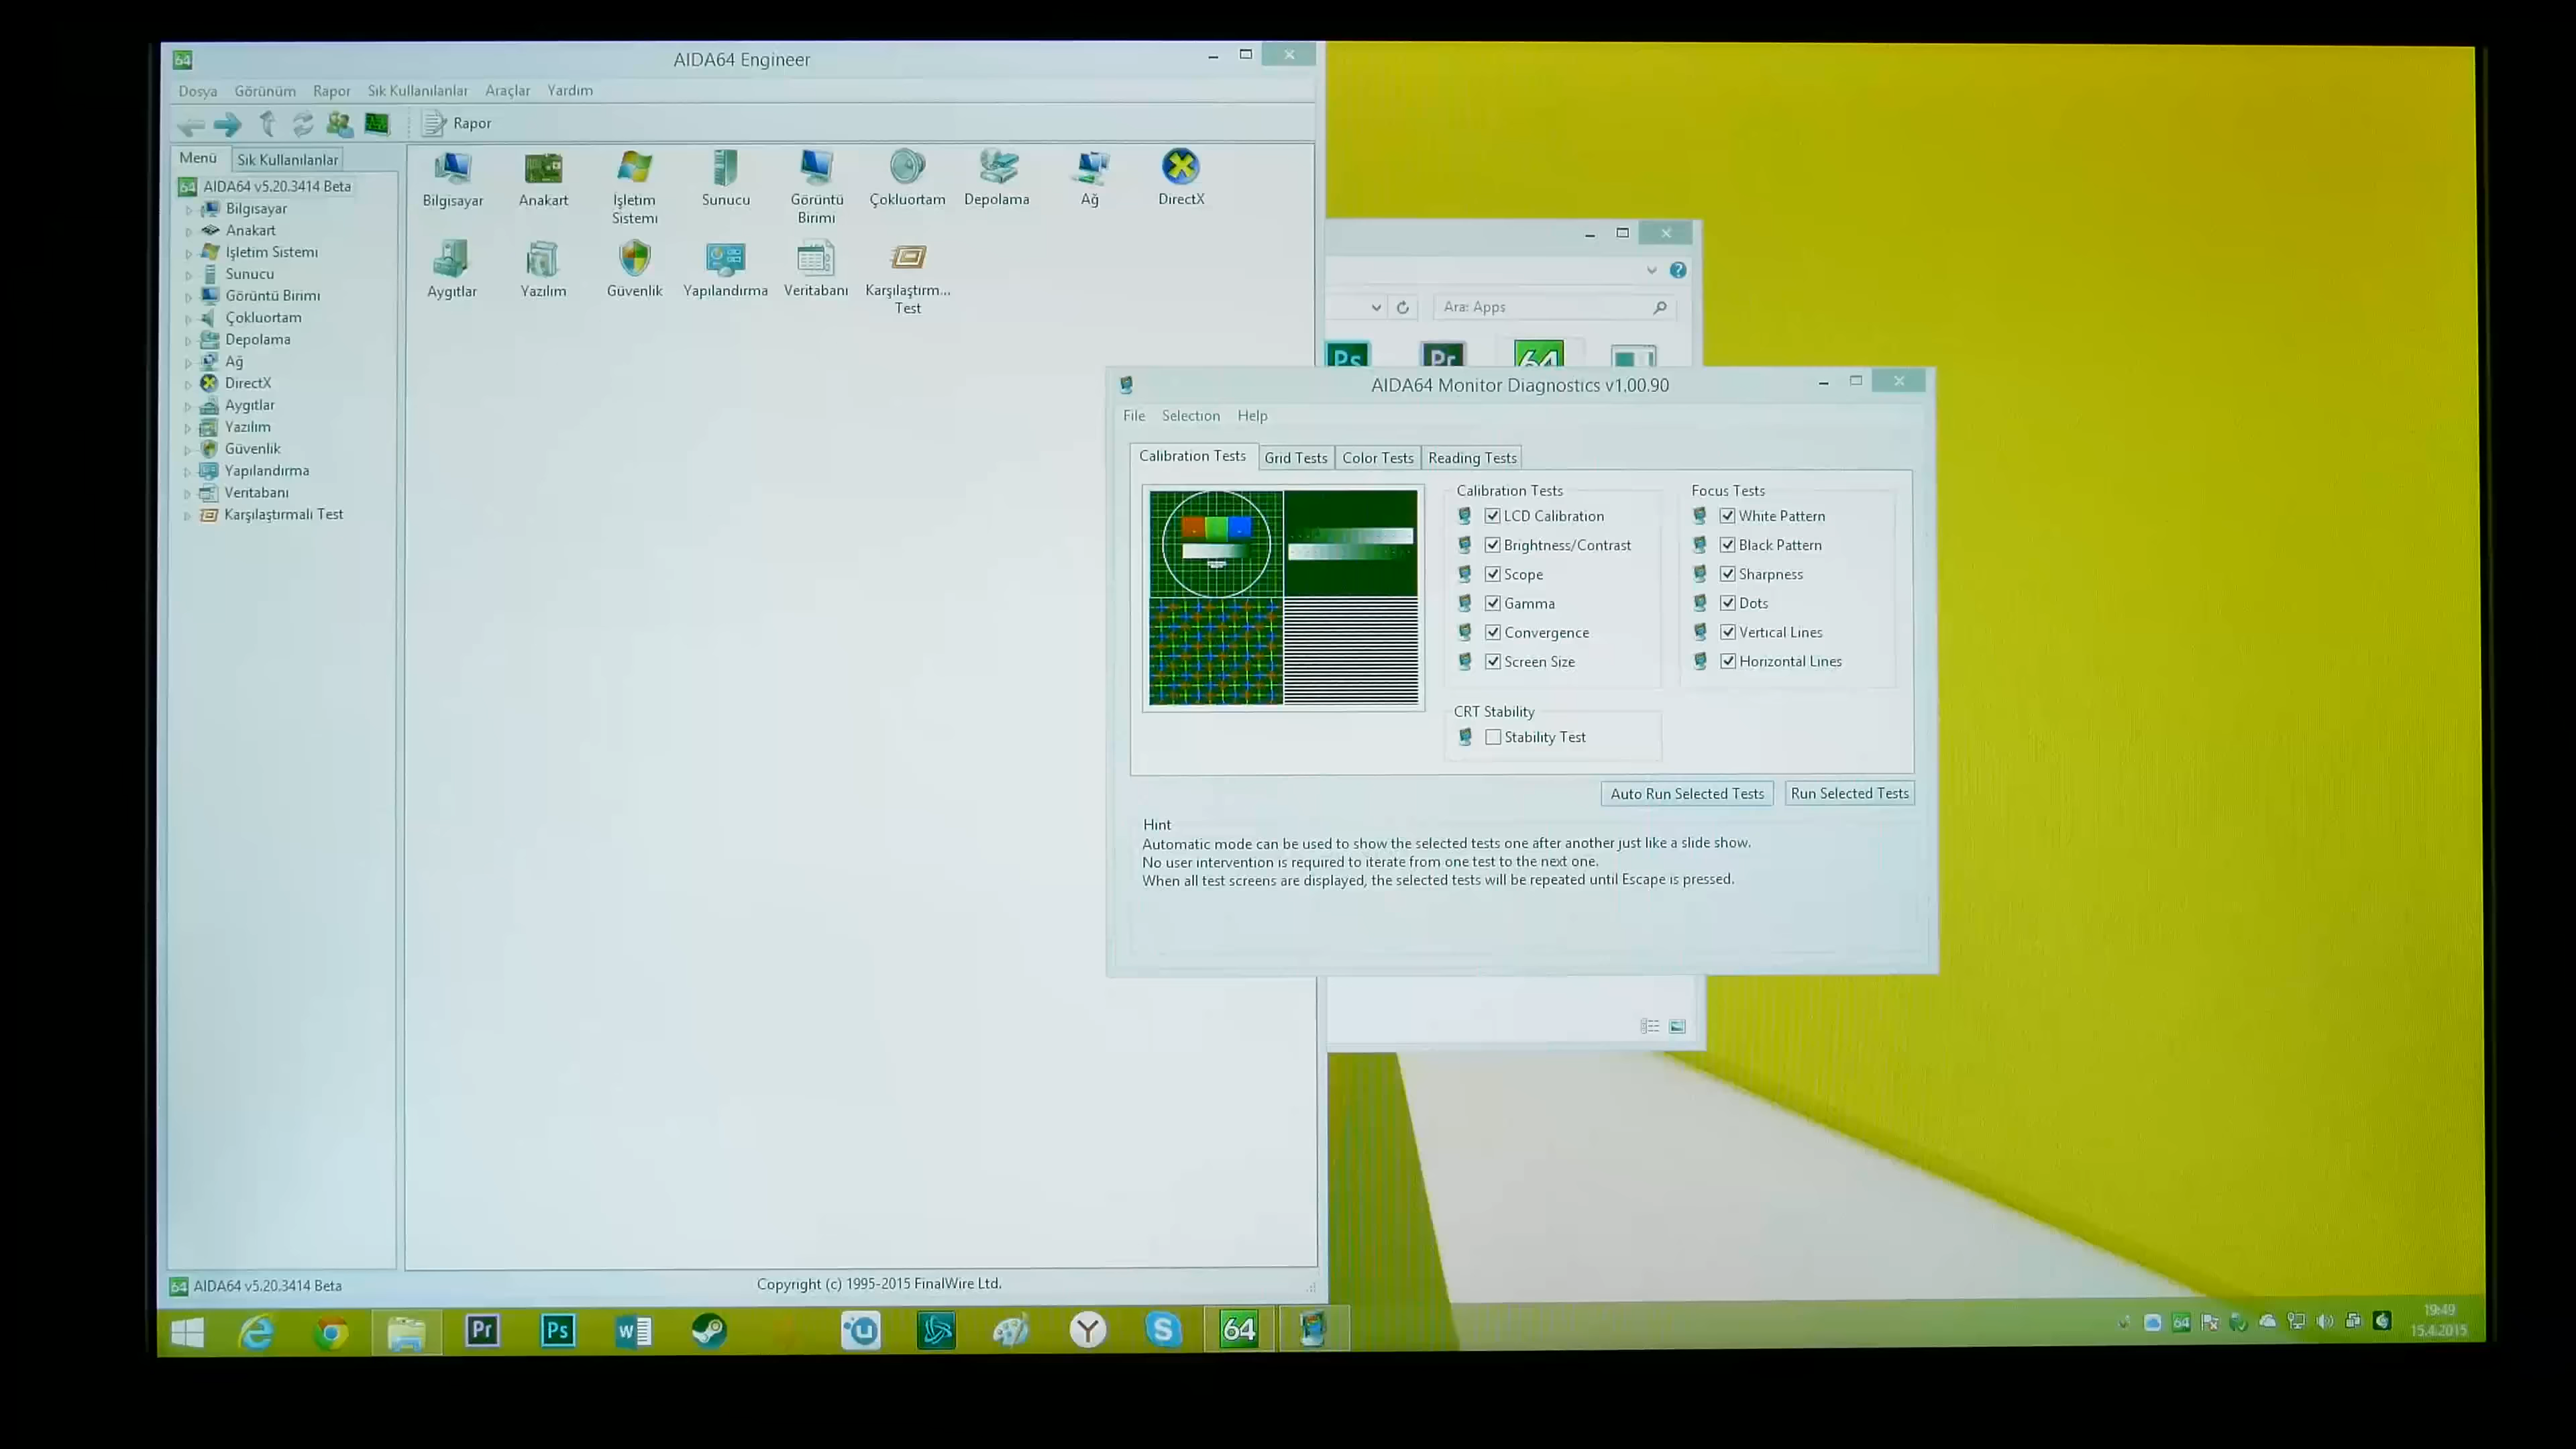 AIDA64 Engineer
Dosya Görünüm Rapor Sık Kullanılanlar Araçlar Yardım
Rapor
Menü Sık Kullanılanlar
AIDA64 v5.20.3414 Beta
Bilgisayar
Anakart
İşletim Sistemi
Sunucu
Görüntü Birimi
Çokluortam
Depolama
Ağ
DirectX
Aygıtlar
Yazılım
Güvenlik
Yapılandırma
Veritabanı
Karşılaştırmalı Test
Bilgisayar Anakart İşletim Sistemi Sunucu Görüntü Birimi Çokluortam Depolama Ağ DirectX
Aygıtlar Yazılım Güvenlik Yapılandırma Veritabanı Karşılaştırm... Test
Ara: Apps
Ps Pr 64
AIDA64 Monitor Diagnostics v1.00.90
File Selection Help
Calibration Tests Grid Tests Color Tests Reading Tests
Calibration Tests
LCD Calibration
Brightness/Contrast
Scope
Gamma
Convergence
Screen Size
Focus Tests
White Pattern
Black Pattern
Sharpness
Dots
Vertical Lines
Horizontal Lines
CRT Stability
Stability Test
Auto Run Selected Tests Run Selected Tests
Hint
Automatic mode can be used to show the selected tests one after another just like a slide show.
No user intervention is required to iterate from one test to the next one.
When all test screens are displayed, the selected tests will be repeated until Escape is pressed.
AIDA64 v5.20.3414 Beta
Copyright (c) 1995-2015 FinalWire Ltd.
Pr Ps W u Y S 64
64
19:49
15.4.2015